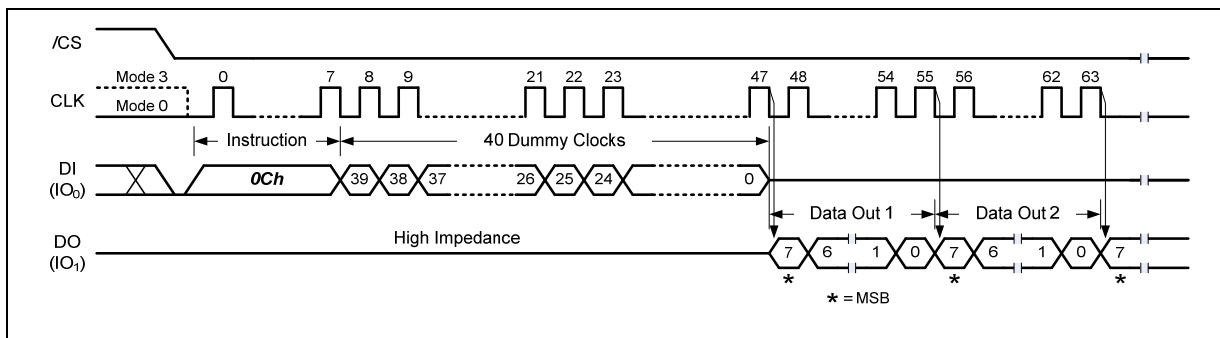 /CS
Mode 3 0 7 8 9 21 22 23 47 48 54 55 56 62 63
CLK Mode 0
Instruction 40 Dummy Clocks
DI
(IO0) 0Ch 39 38 37 26 25 24 0
Data Out 1 Data Out 2
High Impedance
DO
(IO1) 7 6 1 0 7 6 1 0 7
* * *
* = MSB